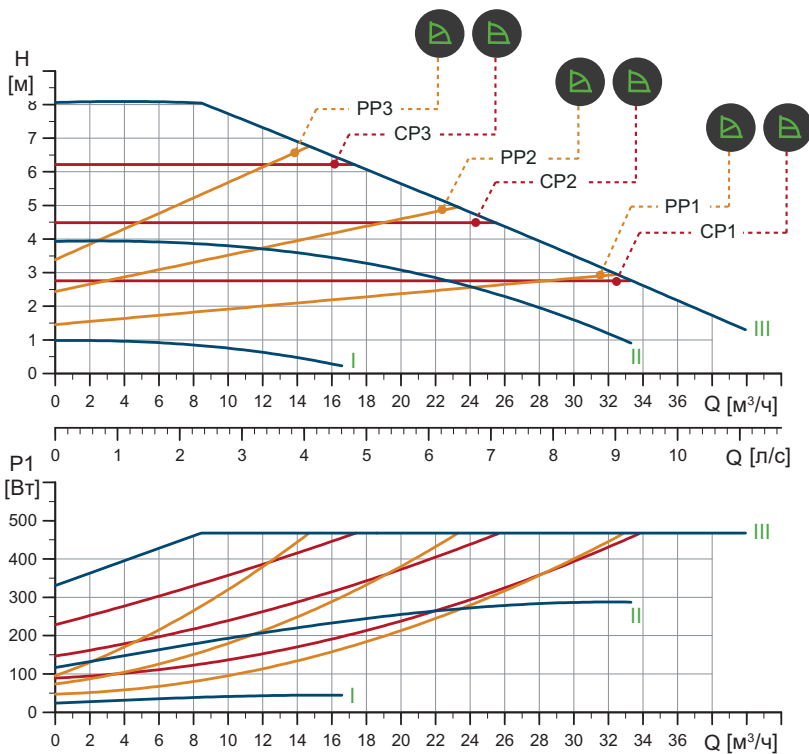 H
[м]
8
7
6
5
4
3
2
1
0
PP3
CP3
PP2
CP2
PP1
CP1
III
II
I
0 2 4 6 8 10 12 14 16 18 20 22 24 26 28 30 32 34 36 Q [м³/ч]
0 1 2 3 4 5 6 7 8 9 10 Q [л/с]
P1
[Вт]
500
400
300
200
100
0
III
II
I
0 2 4 6 8 10 12 14 16 18 20 22 24 26 28 30 32 34 36 Q [м³/ч]